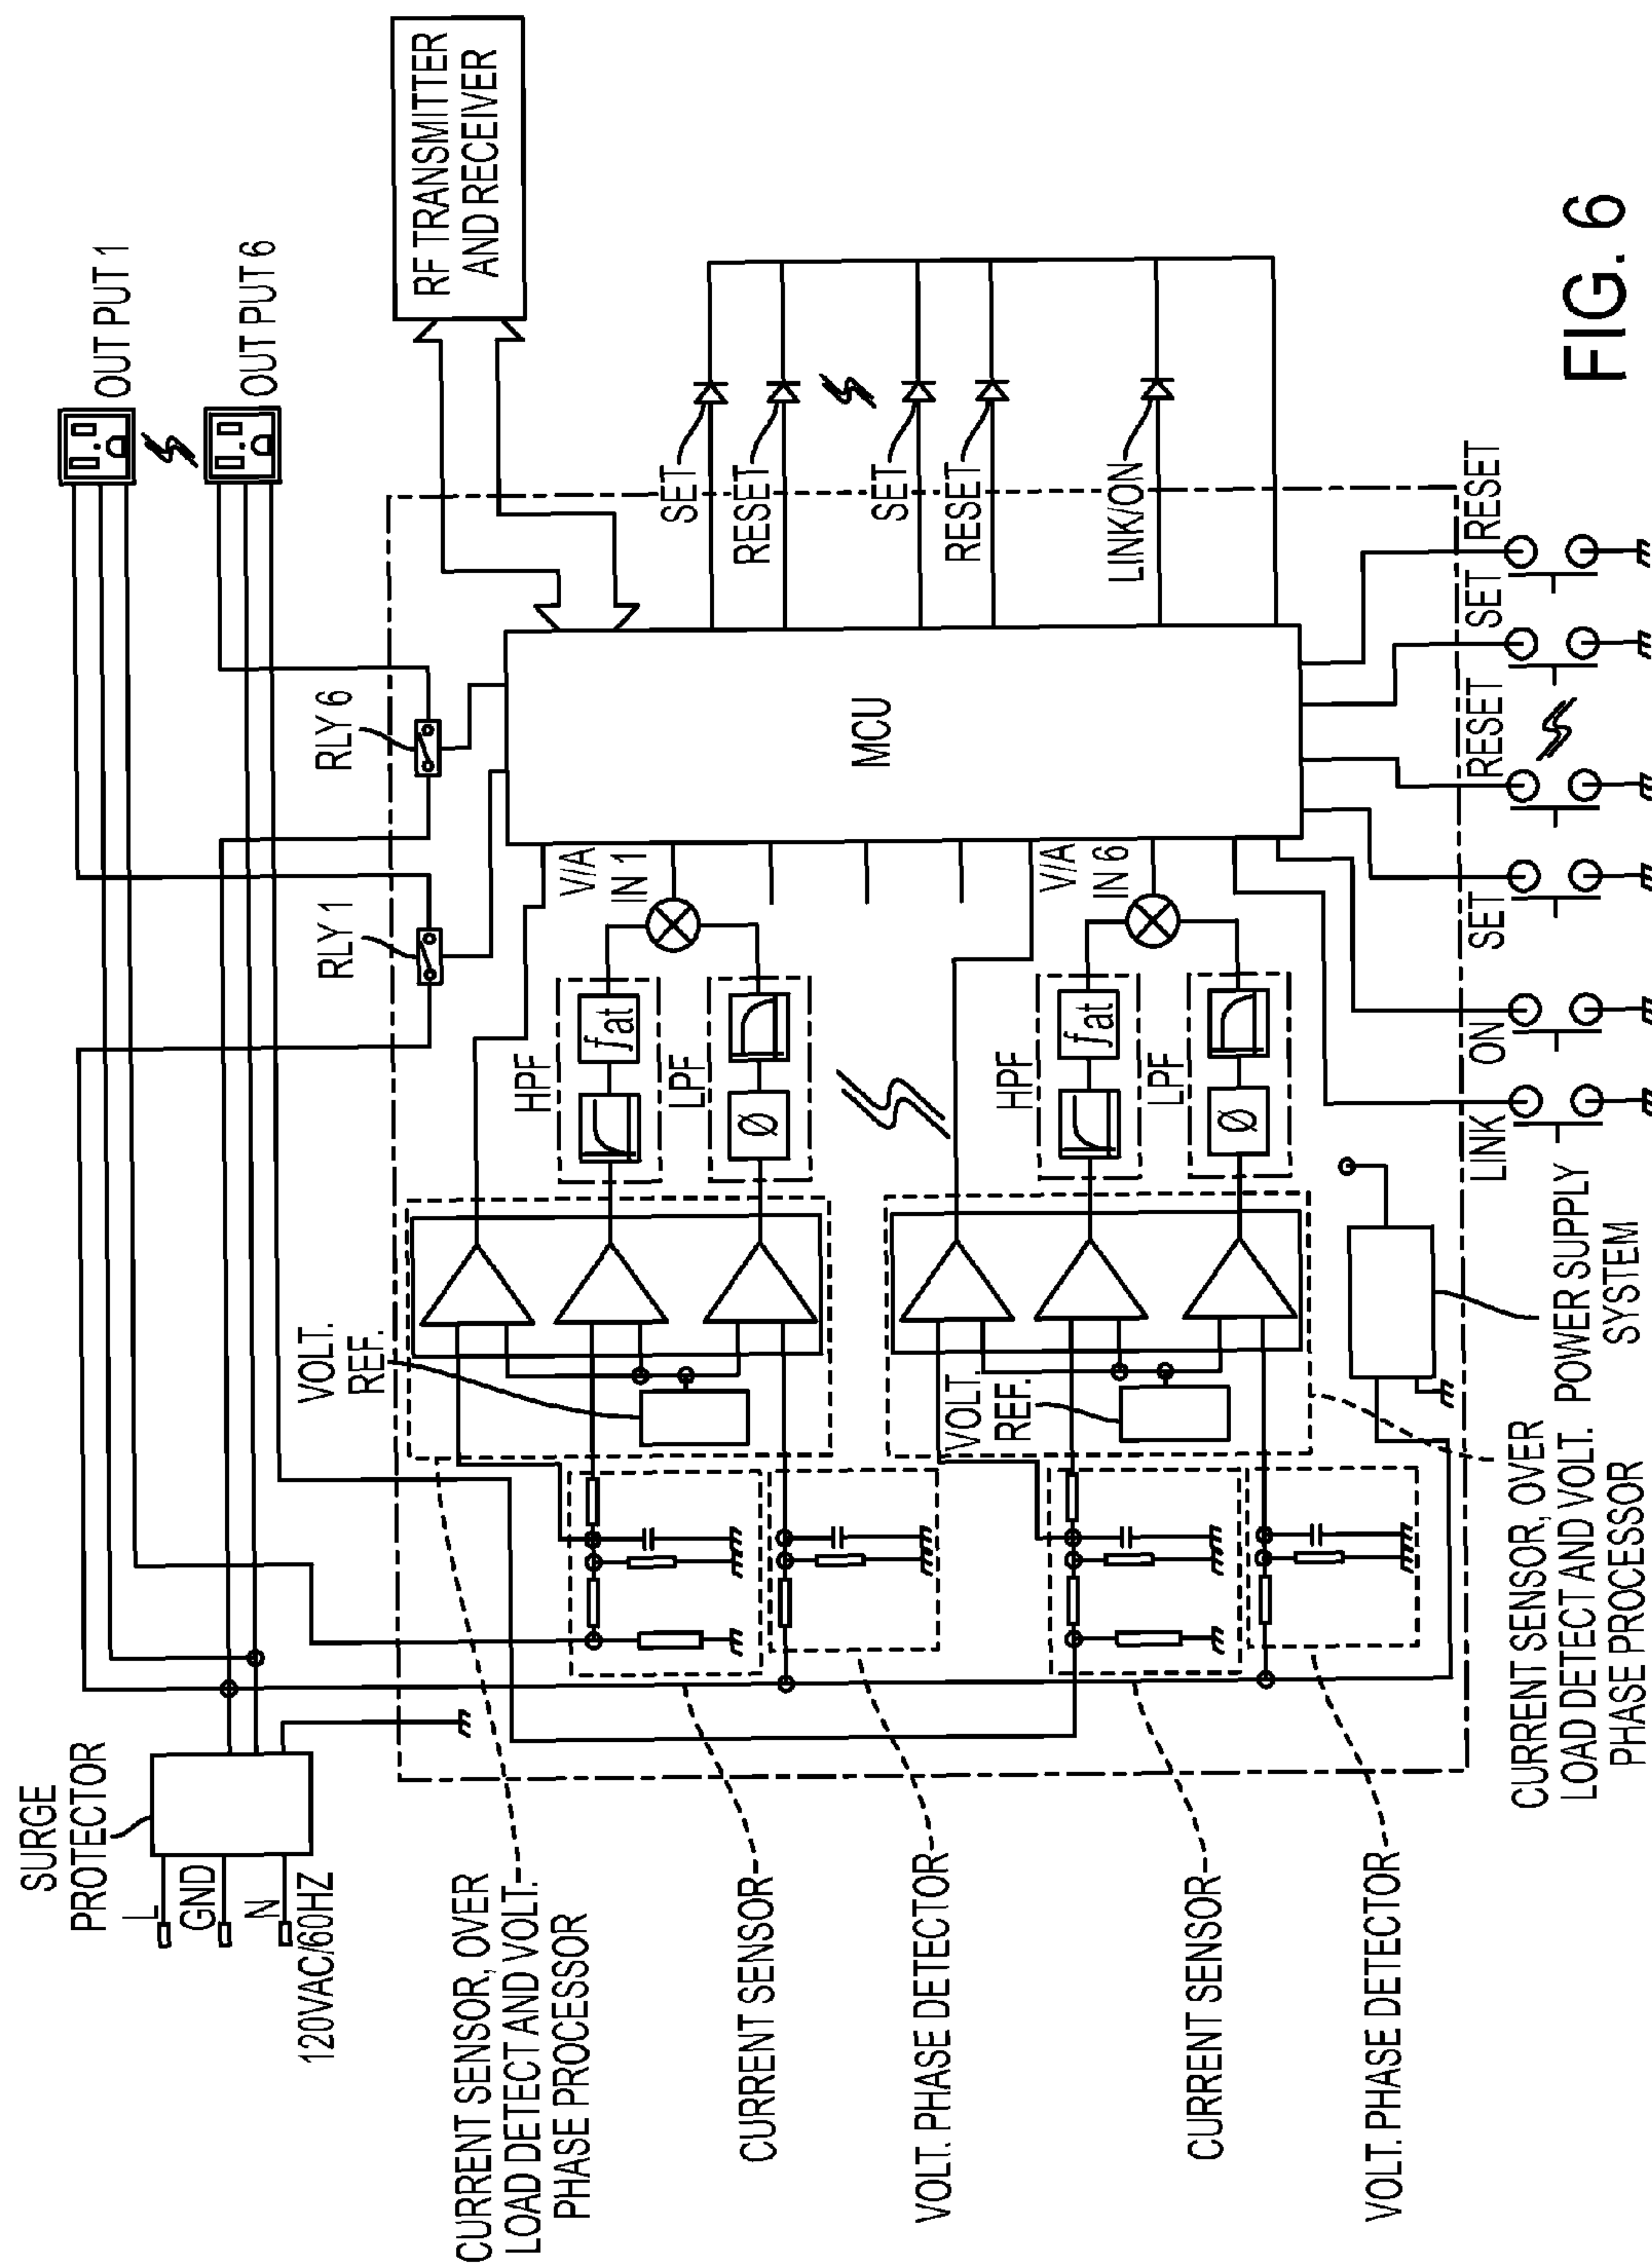 SURGE
PROTECTOR
L
GND
N
120VAC/60HZ
OUT PUT 1
OUT PUT 6
RLY 1
RLY 6
RF TRANSMITTER
AND RECEIVER
CURRENT SENSOR, OVER
LOAD DETECT AND VOLT.
PHASE PROCESSOR
VOLT.
REF.
HPF
fat
LPF
Ø
V/A
IN 1
MCU
SET
RESET
SET
RESET
LINK/ON
CURRENT SENSOR
VOLT. PHASE DETECTOR
VOLT.
REF.
HPF
fat
LPF
Ø
V/A
IN 6
CURRENT SENSOR
VOLT. PHASE DETECTOR
CURRENT SENSOR, OVER
LOAD DETECT AND VOLT.
PHASE PROCESSOR
POWER SUPPLY
SYSTEM
LINK
ON
SET
RESET
SET
RESET
FIG. 6